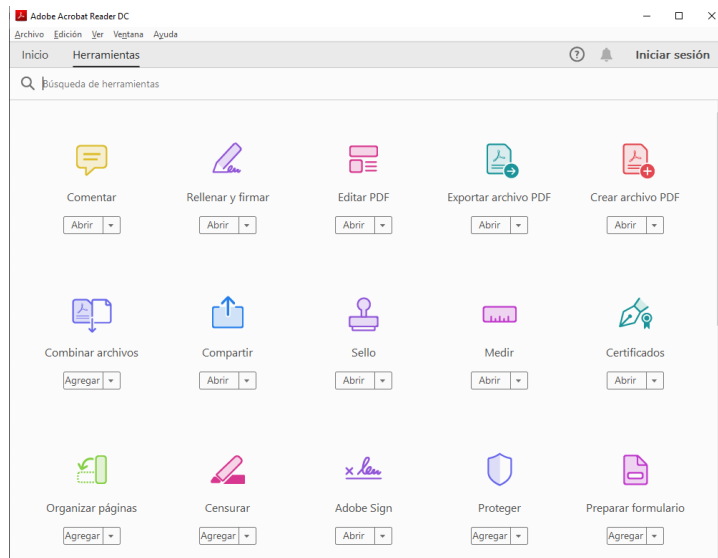 Adobe Acrobat Reader DC
Archivo Edición Ver Ventana Ayuda
Inicio Herramientas ? Iniciar sesión
Búsqueda de herramientas
Comentar Rellenar y firmar Editar PDF Exportar archivo PDF Crear archivo PDF
Abrir Abrir Abrir Abrir Abrir
Combinar archivos Compartir Sello Medir Certificados
Agregar Abrir Abrir Abrir Abrir
Organizar páginas Censurar Adobe Sign Proteger Preparar formulario
Agregar Agregar Abrir Agregar Agregar